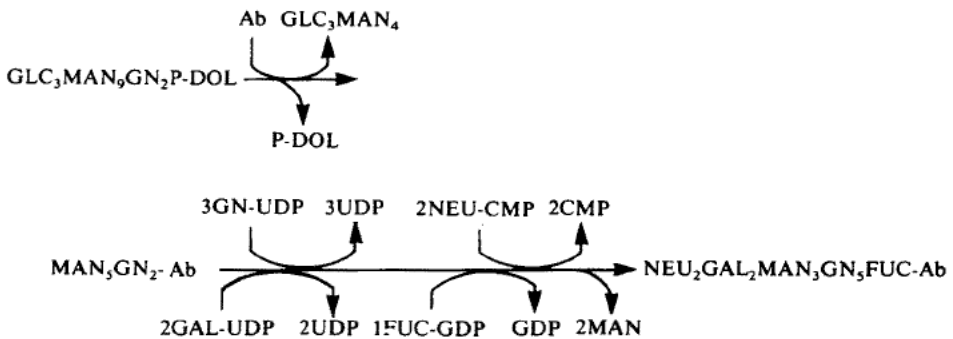 Ab GLC₃MAN₄
GLC₃MAN₉GN₂P-DOL
P-DOL
3GN-UDP 3UDP 2NEU-CMP 2CMP
MAN₅GN₂- Ab NEU₂GAL₂MAN₃GN₅FUC-Ab
2GAL-UDP 2UDP 1FUC-GDP GDP 2MAN